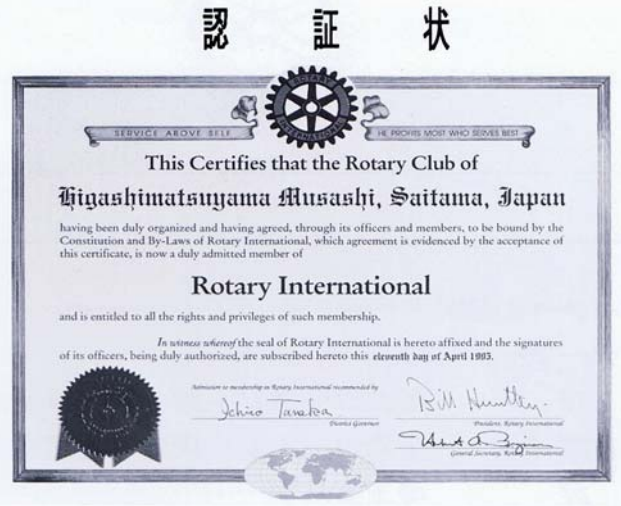 認証状
ROTARY
INTERNATIONAL
SERVICE ABOVE SELF
HE PROFITS MOST WHO SERVES BEST
This Certifies that the Rotary Club of
Higashimatsuyama Musashi, Saitama, Japan
having been duly organized and having agreed, through its officers and members, to be bound by the
Constitution and By-Laws of Rotary International, which agreement is evidenced by the acceptance of
this certificate, is now a duly admitted member of
Rotary International
and is entitled to all the rights and privileges of such membership.
In witness whereof the seal of Rotary International is hereto affixed and the signatures
of its officers, being duly authorized, are subscribed hereto this eleventh day of April 1995.
Admission to membership in Rotary International recommended by
Ichiro Tanaka
District Governor
Bill Huntley
President, Rotary International
General Secretary, Rotary International